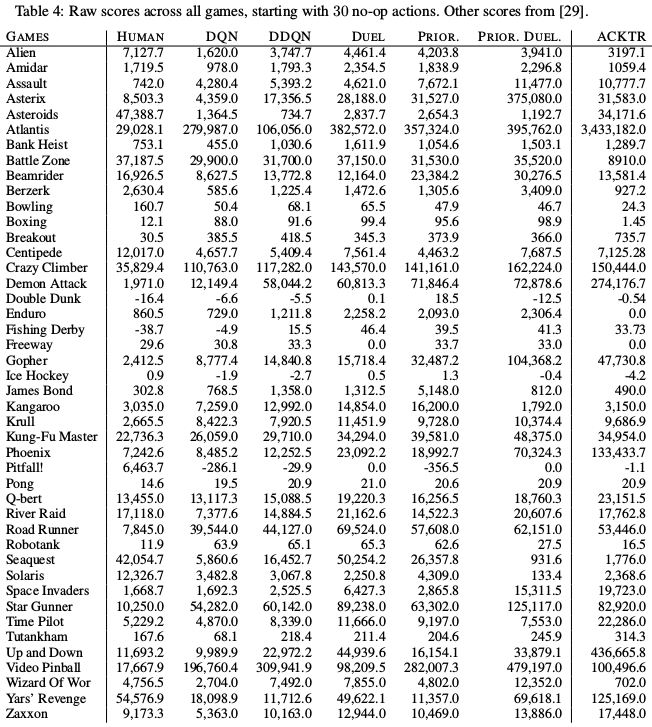 Table 4: Raw scores across all games, starting with 30 no-op actions. Other scores from [29].
GAMES HUMAN DQN DDQN DUEL PRIOR. PRIOR. DUEL. ACKTR
Alien 7,127.7 1,620.0 3,747.7 4,461.4 4,203.8 3,941.0 3197.1
Amidar 1,719.5 978.0 1,793.3 2,354.5 1,838.9 2,296.8 1059.4
Assault 742.0 4,280.4 5,393.2 4,621.0 7,672.1 11,477.0 10,777.7
Asterix 8,503.3 4,359.0 17,356.5 28,188.0 31,527.0 375,080.0 31,583.0
Asteroids 47,388.7 1,364.5 734.7 2,837.7 2,654.3 1,192.7 34,171.6
Atlantis 29,028.1 279,987.0 106,056.0 382,572.0 357,324.0 395,762.0 3,433,182.0
Bank Heist 753.1 455.0 1,030.6 1,611.9 1,054.6 1,503.1 1,289.7
Battle Zone 37,187.5 29,900.0 31,700.0 37,150.0 31,530.0 35,520.0 8910.0
Beamrider 16,926.5 8,627.5 13,772.8 12,164.0 23,384.2 30,276.5 13,581.4
Berzerk 2,630.4 585.6 1,225.4 1,472.6 1,305.6 3,409.0 927.2
Bowling 160.7 50.4 68.1 65.5 47.9 46.7 24.3
Boxing 12.1 88.0 91.6 99.4 95.6 98.9 1.45
Breakout 30.5 385.5 418.5 345.3 373.9 366.0 735.7
Centipede 12,017.0 4,657.7 5,409.4 7,561.4 4,463.2 7,687.5 7,125.28
Crazy Climber 35,829.4 110,763.0 117,282.0 143,570.0 141,161.0 162,224.0 150,444.0
Demon Attack 1,971.0 12,149.4 58,044.2 60,813.3 71,846.4 72,878.6 274,176.7
Double Dunk -16.4 -6.6 -5.5 0.1 18.5 -12.5 -0.54
Enduro 860.5 729.0 1,211.8 2,258.2 2,093.0 2,306.4 0.0
Fishing Derby -38.7 -4.9 15.5 46.4 39.5 41.3 33.73
Freeway 29.6 30.8 33.3 0.0 33.7 33.0 0.0
Gopher 2,412.5 8,777.4 14,840.8 15,718.4 32,487.2 104,368.2 47,730.8
Ice Hockey 0.9 -1.9 -2.7 0.5 1.3 -0.4 -4.2
James Bond 302.8 768.5 1,358.0 1,312.5 5,148.0 812.0 490.0
Kangaroo 3,035.0 7,259.0 12,992.0 14,854.0 16,200.0 1,792.0 3,150.0
Krull 2,665.5 8,422.3 7,920.5 11,451.9 9,728.0 10,374.4 9,686.9
Kung-Fu Master 22,736.3 26,059.0 29,710.0 34,294.0 39,581.0 48,375.0 34,954.0
Phoenix 7,242.6 8,485.2 12,252.5 23,092.2 18,992.7 70,324.3 133,433.7
Pitfall! 6,463.7 -286.1 -29.9 0.0 -356.5 0.0 -1.1
Pong 14.6 19.5 20.9 21.0 20.6 20.9 20.9
Q-bert 13,455.0 13,117.3 15,088.5 19,220.3 16,256.5 18,760.3 23,151.5
River Raid 17,118.0 7,377.6 14,884.5 21,162.6 14,522.3 20,607.6 17,762.8
Road Runner 7,845.0 39,544.0 44,127.0 69,524.0 57,608.0 62,151.0 53,446.0
Robotank 11.9 63.9 65.1 65.3 62.6 27.5 16.5
Seaquest 42,054.7 5,860.6 16,452.7 50,254.2 26,357.8 931.6 1,776.0
Solaris 12,326.7 3,482.8 3,067.8 2,250.8 4,309.0 133.4 2,368.6
Space Invaders 1,668.7 1,692.3 2,525.5 6,427.3 2,865.8 15,311.5 19,723.0
Star Gunner 10,250.0 54,282.0 60,142.0 89,238.0 63,302.0 125,117.0 82,920.0
Time Pilot 5,229.2 4,870.0 8,339.0 11,666.0 9,197.0 7,553.0 22,286.0
Tutankham 167.6 68.1 218.4 211.4 204.6 245.9 314.3
Up and Down 11,693.2 9,989.9 22,972.2 44,939.6 16,154.1 33,879.1 436,665.8
Video Pinball 17,667.9 196,760.4 309,941.9 98,209.5 282,007.3 479,197.0 100,496.6
Wizard Of Wor 4,756.5 2,704.0 7,492.0 7,855.0 4,802.0 12,352.0 702.0
Yars' Revenge 54,576.9 18,098.9 11,712.6 49,622.1 11,357.0 69,618.1 125,169.0
Zaxxon 9,173.3 5,363.0 10,163.0 12,944.0 10,469.0 13,886.0 17,448.0